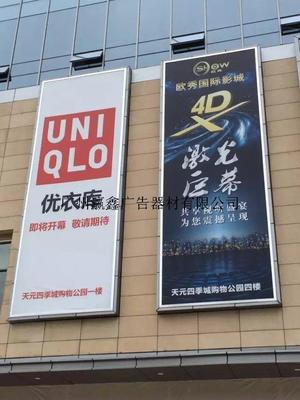 UNI
QLO
优衣库
即将开幕 敬请期待
天元四季城购物公园一楼
SHOW
欧秀国际影城
4D
X
激光
巨幕
共享视听盛宴
为您震撼呈现
天元四季城购物公园四楼
赢鑫广告器材有限公司